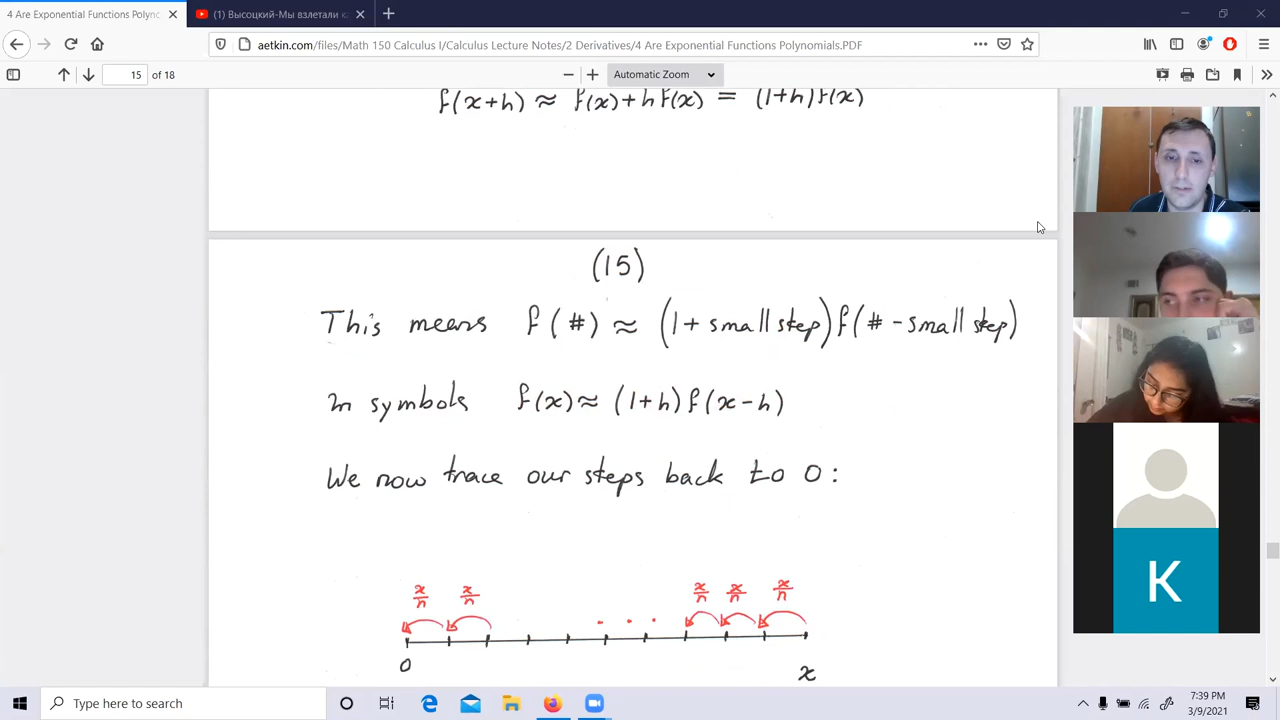 4 Are Exponential Functions Polync
(1) Высоцкий-Мы взлетали к
aetkin.com/files/Math 150 Calculus I/Calculus Lecture Notes/2 Derivatives/4 Are Exponential Functions Polynomials.PDF
15 of 18
Automatic Zoom
f(x+h) ≈ f(x)+hf(x) = (1+h)f(x)
(15)
This means f(#) ≈ (1+small step)f(# - small step)
In symbols f(x) ≈ (1+h)f(x-h)
We now trace our steps back to 0:
x/n x/n ... x/n x/n x/n
0 x
K
Type here to search
7:39 PM
3/9/2021